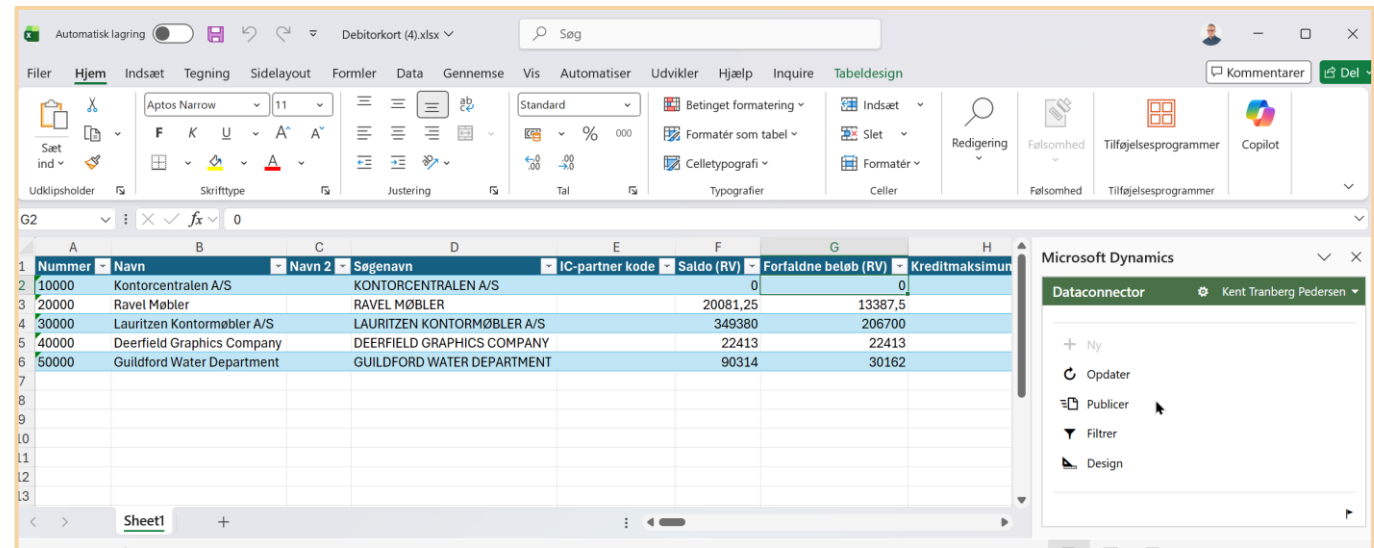 Automatisk lagring Debitorkort (4).xlsx Søg
Filer Hjem Indsæt Tegning Sidelayout Formler Data Gennemse Vis Automatiser Udvikler Hjælp Inquire Tabeldesign Kommentarer Del
Aptos Narrow 11 ab Standard Betinget formatering Indsæt
Sæt ind F K U A A % 000 Formatér som tabel Slet Redigering Følsomhed Tilføjelsesprogrammer Copilot
A Celletypografi Formatér
Udklipsholder Skrifttype Justering Tal Typografier Celler Følsomhed Tilføjelsesprogrammer
G2 fx 0
A B C D E F G H
1 Nummer Navn Navn 2 Søgenavn IC-partner kode Saldo (RV) Forfaldne beløb (RV) Kreditmaksimum
2 10000 Kontorcentralen A/S KONTORCENTRALEN A/S 0 0
3 20000 Ravel Møbler RAVEL MØBLER 20081,25 13387,5
4 30000 Lauritzen Kontormøbler A/S LAURITZEN KONTORMØBLER A/S 349380 206700
5 40000 Deerfield Graphics Company DEERFIELD GRAPHICS COMPANY 22413 22413
6 50000 Guildford Water Department GUILDFORD WATER DEPARTMENT 90314 30162
7
8
9
10
11
12
13
Sheet1
Microsoft Dynamics
Dataconnector Kent Tranberg Pedersen
Ny
Opdater
Publicer
Filtrer
Design